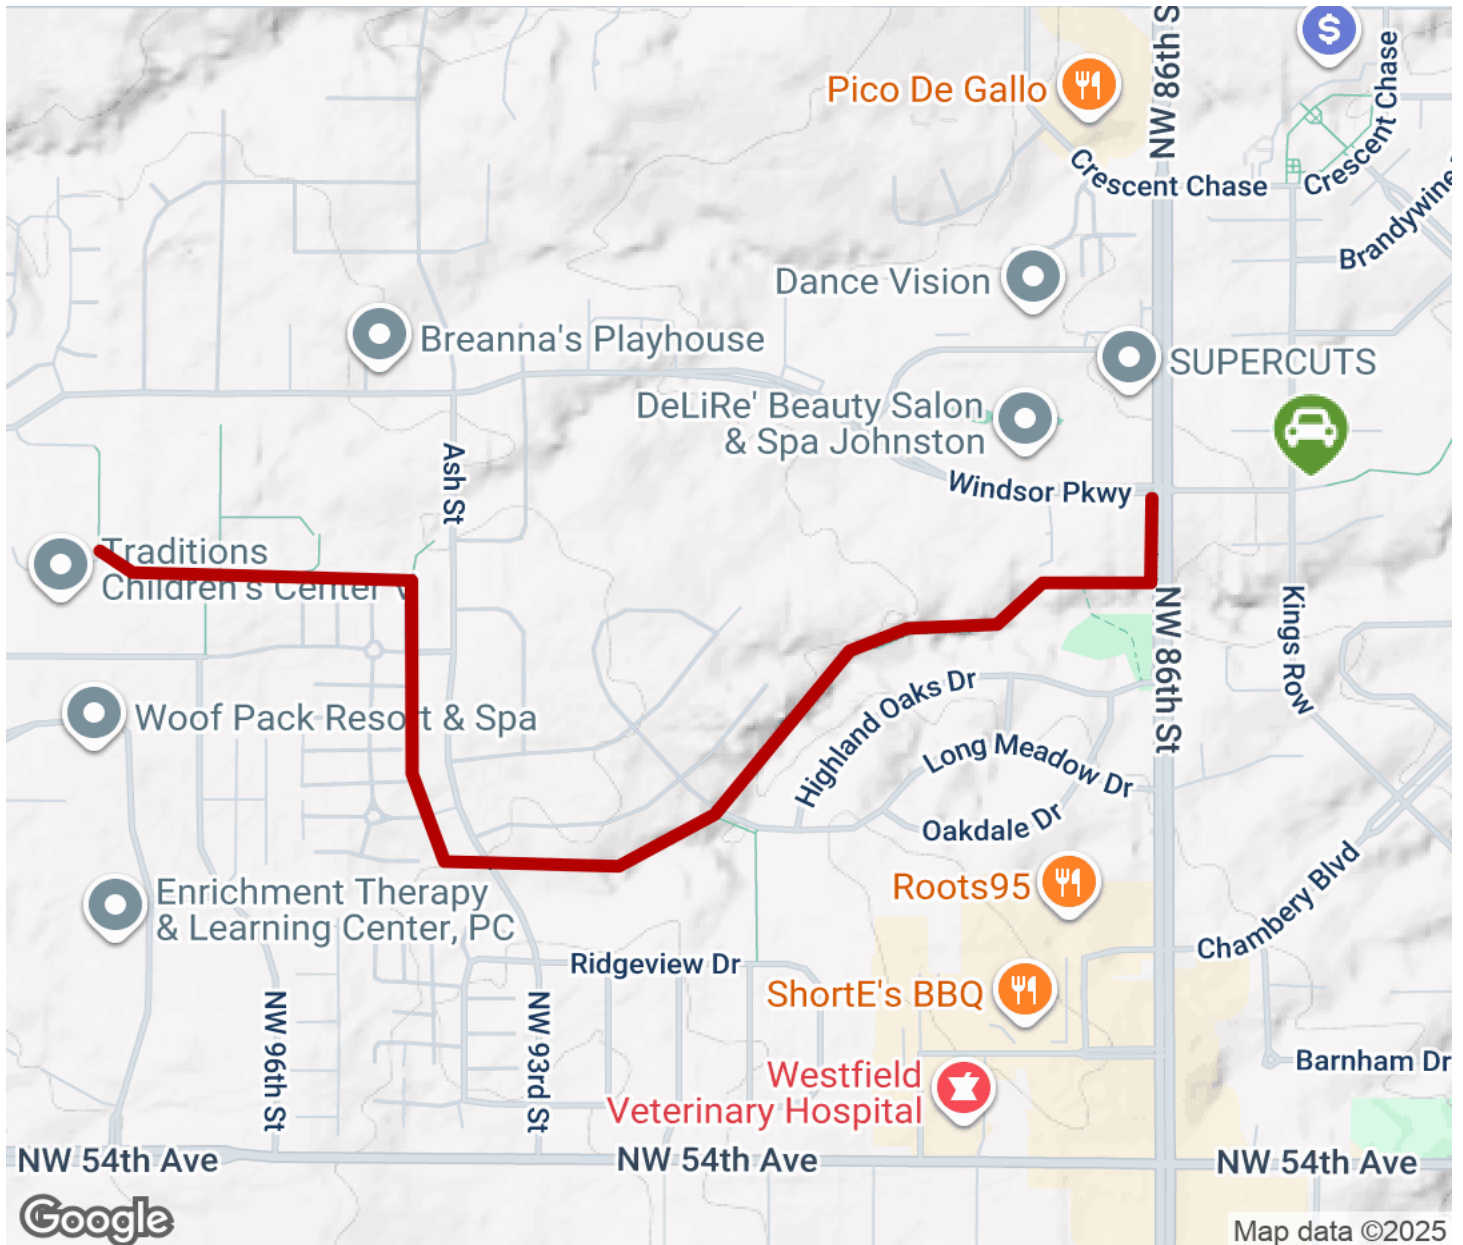 NW 86th S
$
Crescent Chase
Pico De Gallo
Crescent Chase
Brandywine
Dance Vision
Breanna's Playhouse
SUPERCUTS
DeLiRe' Beauty Salon
& Spa Johnston
Ash St
Windsor Pkwy
Traditions
Children's Center
NW 86th St
Kings Row
Highland Oaks Dr
Woof Pack Resort & Spa
Long Meadow Dr
Oakdale Dr
Roots95
Chambery Blvd
Enrichment Therapy
& Learning Center, PC
Ridgeview Dr
ShortE's BBQ
NW 96th St
NW 93rd St
Barnham Dr
Westfield
Veterinary Hospital
NW 54th Ave
NW 54th Ave
NW 54th Ave
Google
Map data ©2025